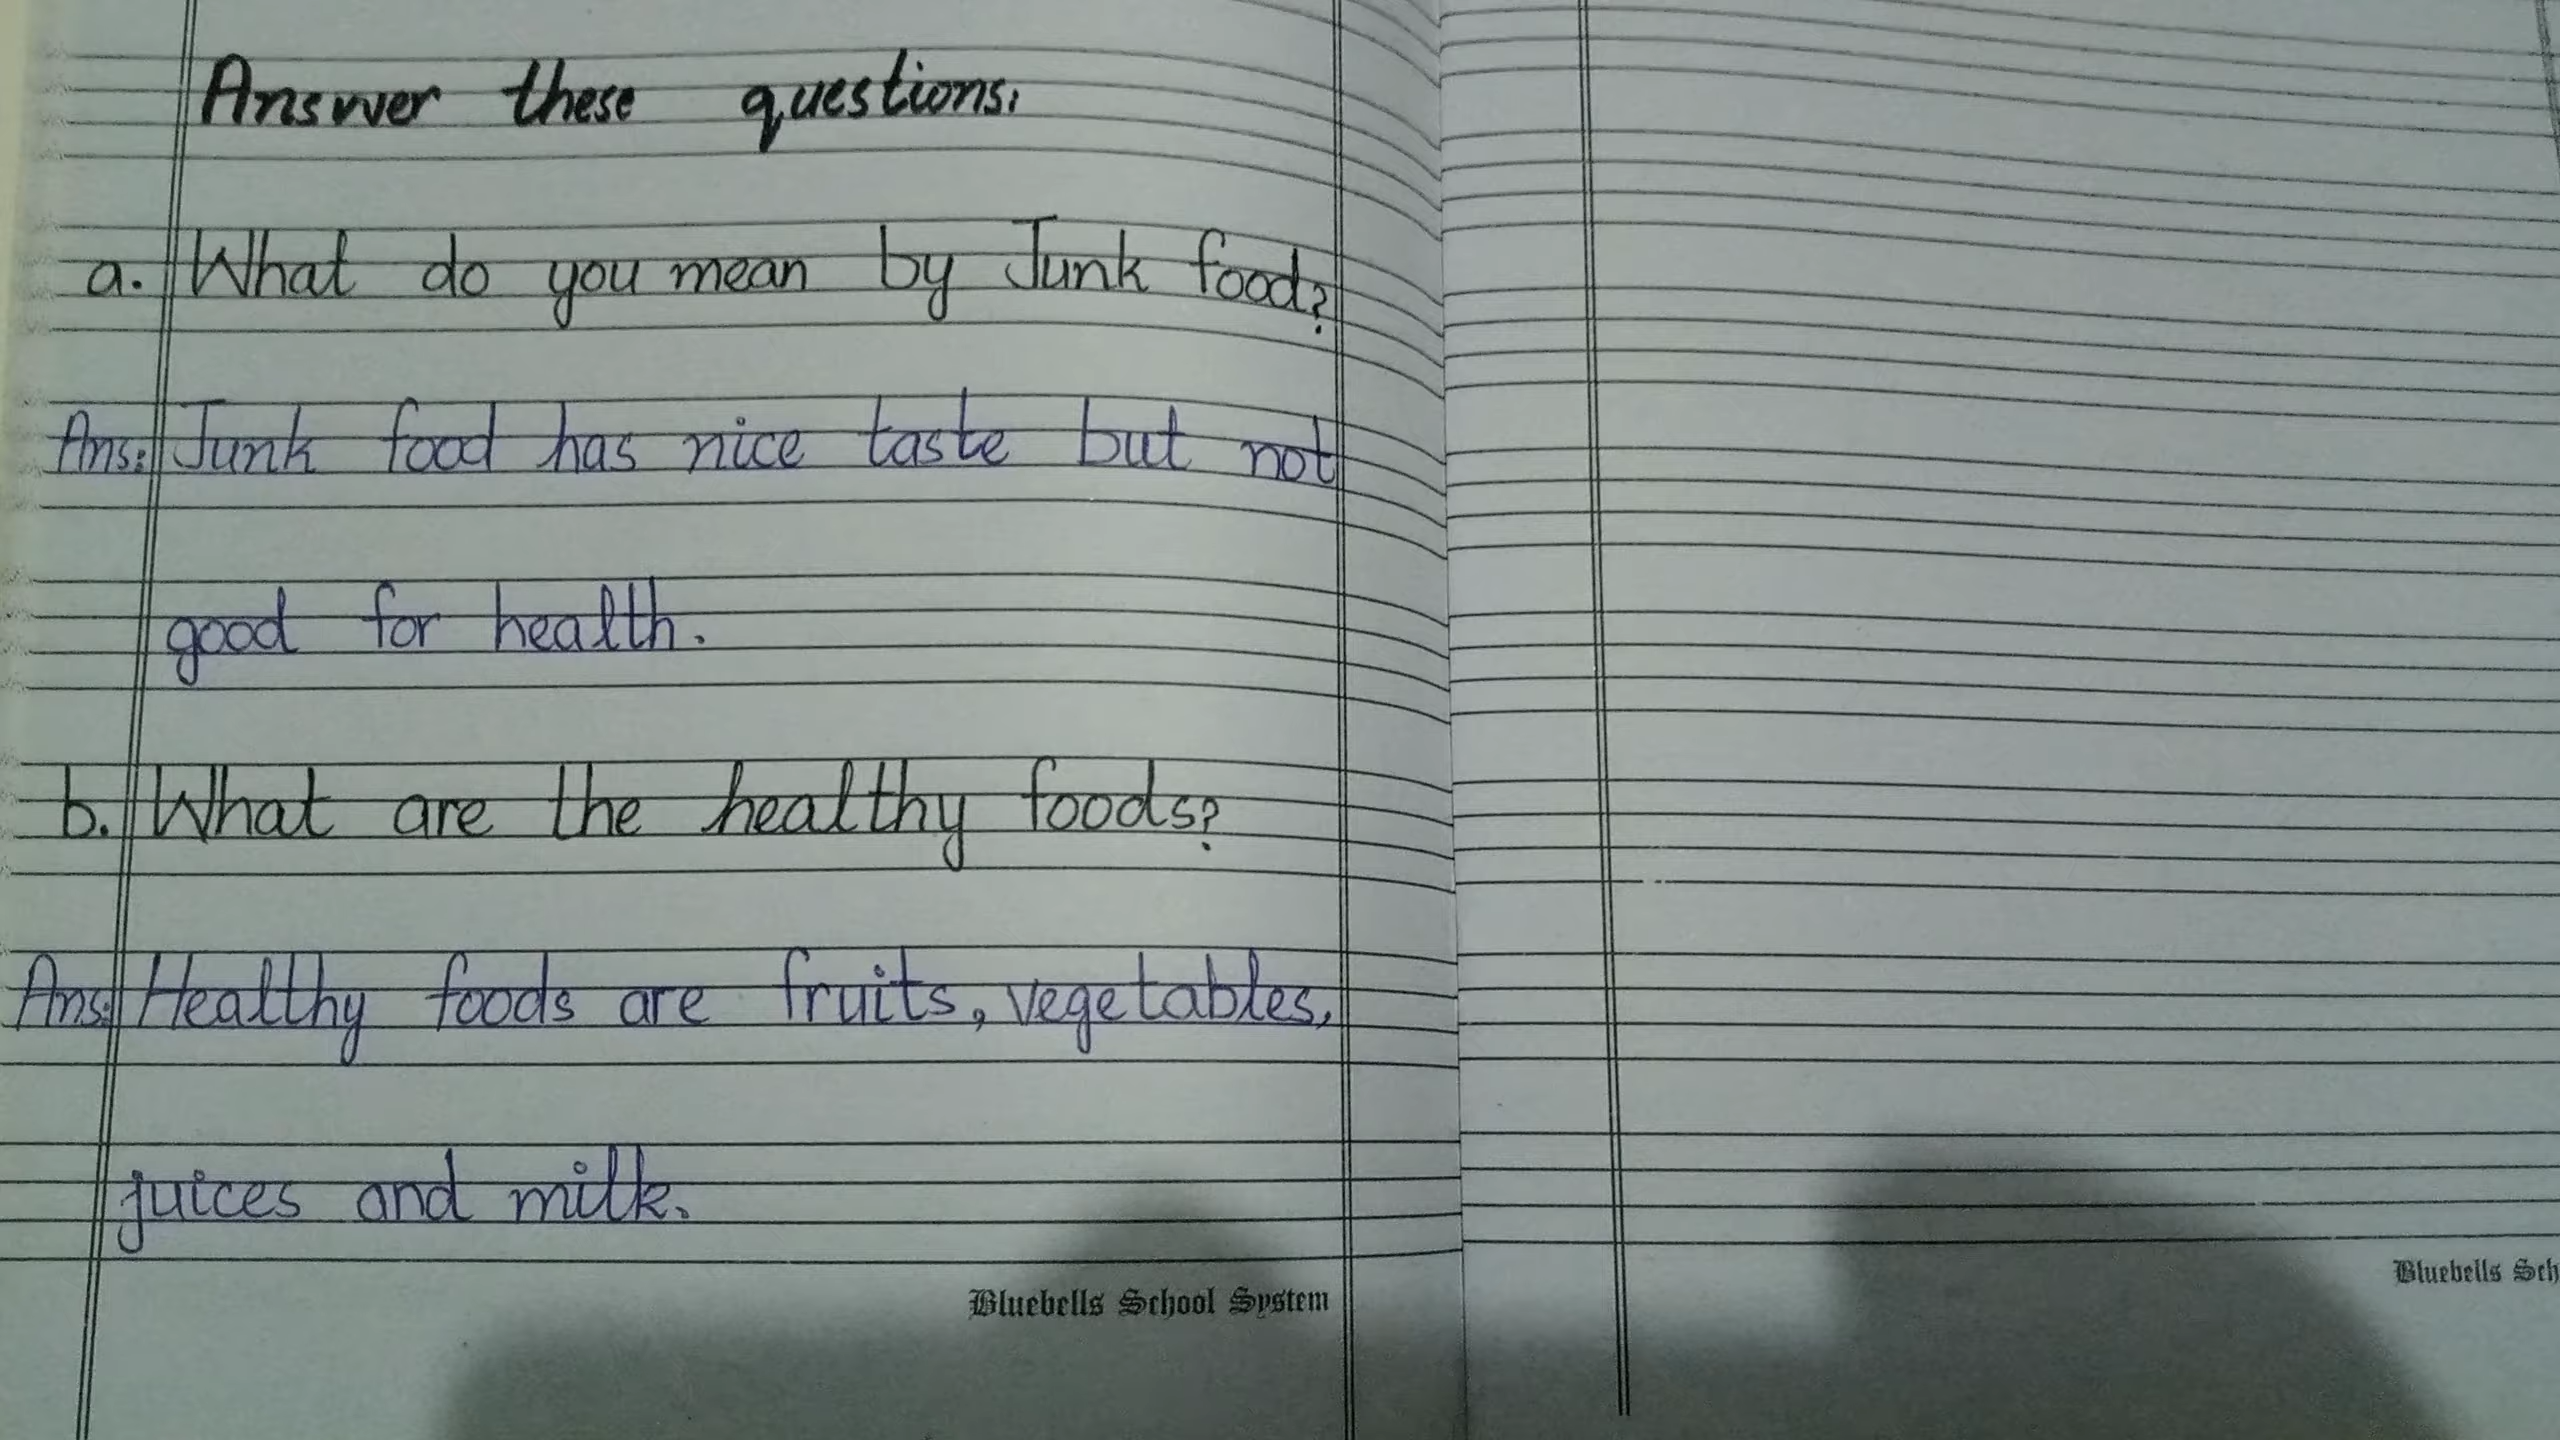 Answer these questions.
a. What do you mean by Junk food?
Ans: Junk food has nice taste but not
good for health.
b. What are the healthy foods?
Ans: Healthy foods are fruits, vegetables,
juices and milk.
Bluebells School System
Bluebells Sch